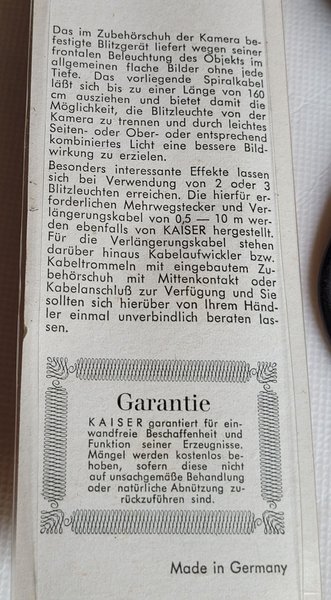 Das im Zubehörschuh der Kamera be-
festigte Blitzgerät liefert wegen seiner
frontalen Beleuchtung des Objekts im
allgemeinen flache Bilder ohne jede
Tiefe. Das vorliegende Spiralkabel
läßt sich bis zu einer Länge von 160
cm ausziehen und bietet damit die
Möglichkeit, die Blitzleuchte von der
Kamera zu trennen und durch leichtes
Seiten- oder Ober- oder entsprechend
kombiniertes Licht eine bessere Bild-
wirkung zu erzielen.
Besonders interessante Effekte lassen
sich bei Verwendung von 2 oder 3
Blitzleuchten erreichen. Die hierfür er-
forderlichen Mehrwegstecker und Ver-
längerungskabel von 0,5 — 10 m wer-
den ebenfalls von KAISER hergestellt.
Für die Verlängerungskabel stehen
darüber hinaus Kabelaufwickler bzw.
Kabeltrommeln mit eingebautem Zu-
behörschuh mit Mittenkontakt oder
Kabelanschluß zur Verfügung und Sie
sollten sich hierüber von Ihrem Händ-
ler einmal unverbindlich beraten las-
sen.
Garantie
KAISER garantiert für ein-
wandfreie Beschaffenheit und
Funktion seiner Erzeugnisse.
Mängel werden kostenlos be-
hoben, sofern diese nicht
auf unsachgemäße Behandlung
oder natürliche Abnützung zu-
rückzuführen sind.
Made in Germany